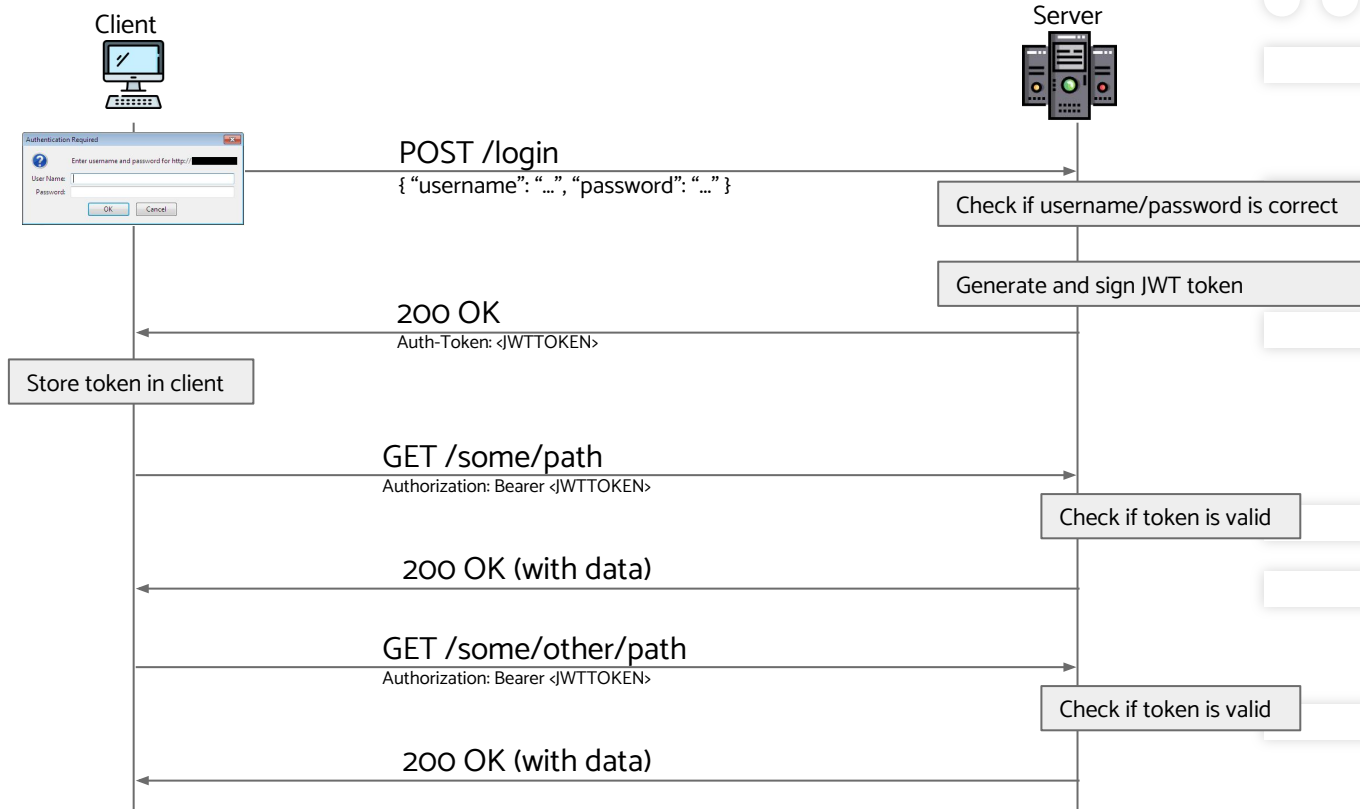 Client
Server
Authentication Required
Enter username and password for http://
User Name:
Password:
OK
Cancel
POST /login
{ “username”: “...”, “password”: “...” }
Check if username/password is correct
Generate and sign JWT token
200 OK
Auth-Token: <JWTTOKEN>
Store token in client
GET /some/path
Authorization: Bearer <JWTTOKEN>
Check if token is valid
200 OK (with data)
GET /some/other/path
Authorization: Bearer <JWTTOKEN>
Check if token is valid
200 OK (with data)